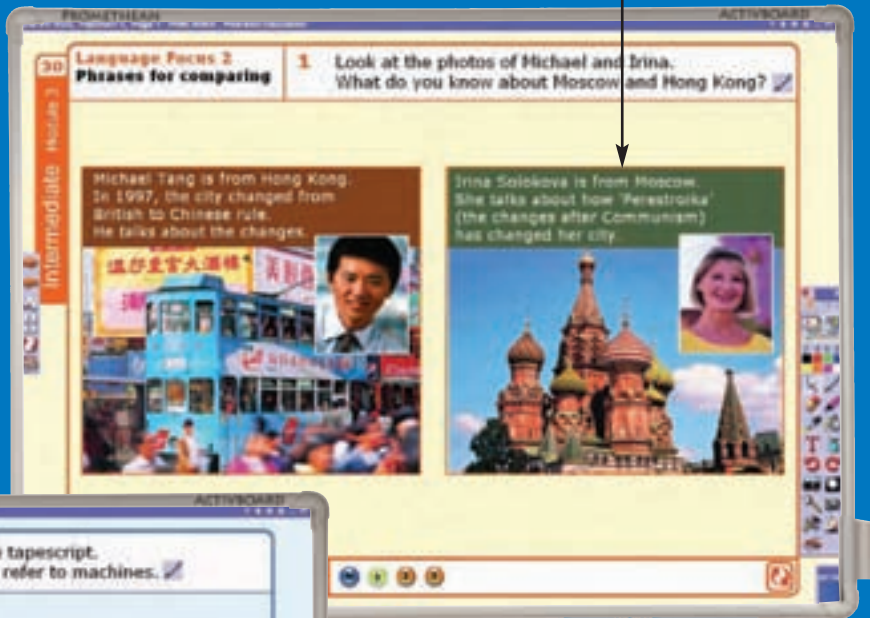 PROMETHEAN
ACTIVBOARD
30
Language Focus 2
Phrases for comparing
1 Look at the photos of Michael and Irina.
What do you know about Moscow and Hong Kong?
Intermediate Module 3
Michael Tang is from Hong Kong.
In 1997, the city changed from
British to Chinese rule.
He talks about the changes.
Irina Solokova is from Moscow.
She talks about how 'Perestroika'
(the changes after Communism)
has changed her city.
ACTIVBOARD
tapescript.
refer to machines.